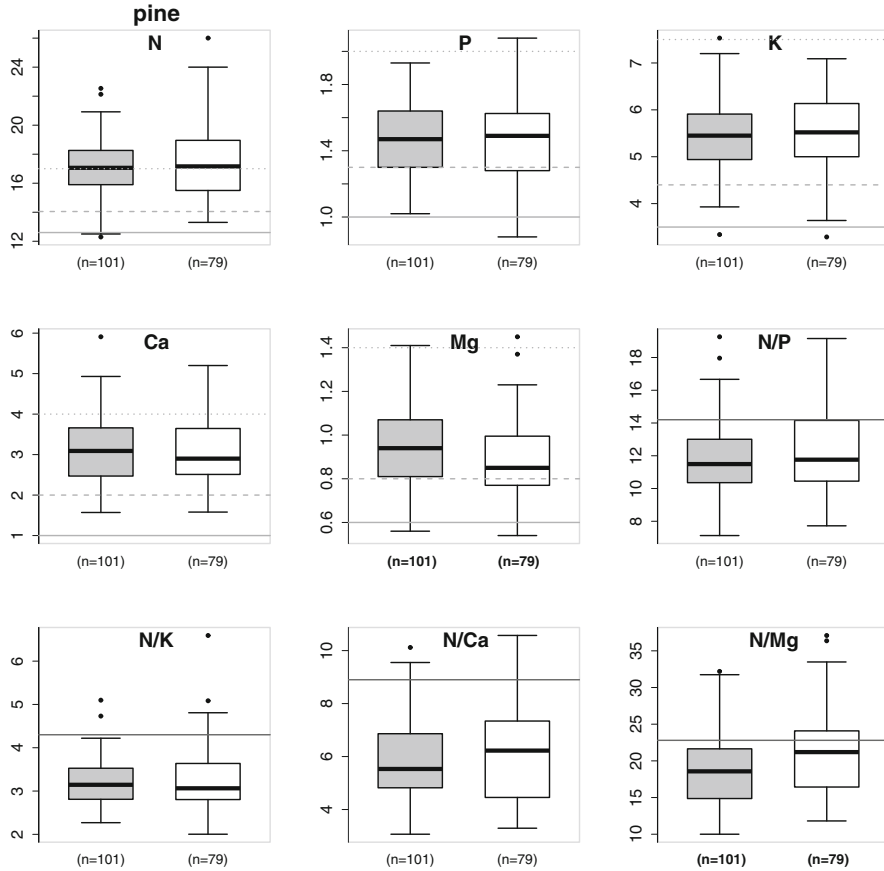 pine
N
P
K
12
16
20
24
1.0
1.4
1.8
4
5
6
7
(n=101)
(n=79)
(n=101)
(n=79)
(n=101)
(n=79)
Ca
Mg
N/P
1
2
3
4
5
6
0.6
0.8
1.0
1.2
1.4
8
10
12
14
16
18
(n=101)
(n=79)
(n=101)
(n=79)
(n=101)
(n=79)
N/K
N/Ca
N/Mg
2
3
4
5
6
4
6
8
10
10
15
20
25
30
35
(n=101)
(n=79)
(n=101)
(n=79)
(n=101)
(n=79)